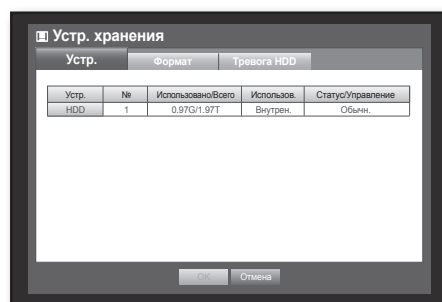 Устр. хранения
Устр. Формат Тревога HDD
Устр. № Использовано/Всего Использов. Статус/Управление
HDD 1 0.97G/1.97T Внутрен. Обычн.
OK Отмена